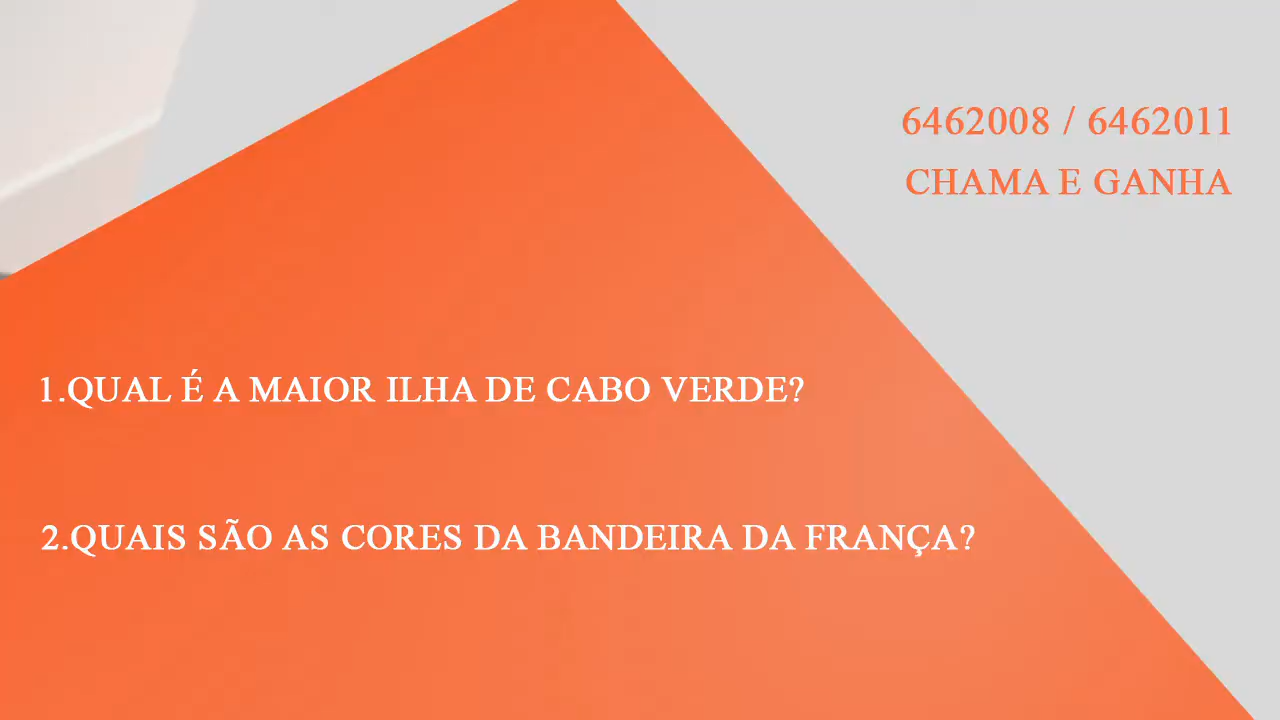 6462008 / 6462011
CHAMA E GANHA
1.QUAL É A MAIOR ILHA DE CABO VERDE?
2.QUAIS SÃO AS CORES DA BANDEIRA DA FRANÇA?